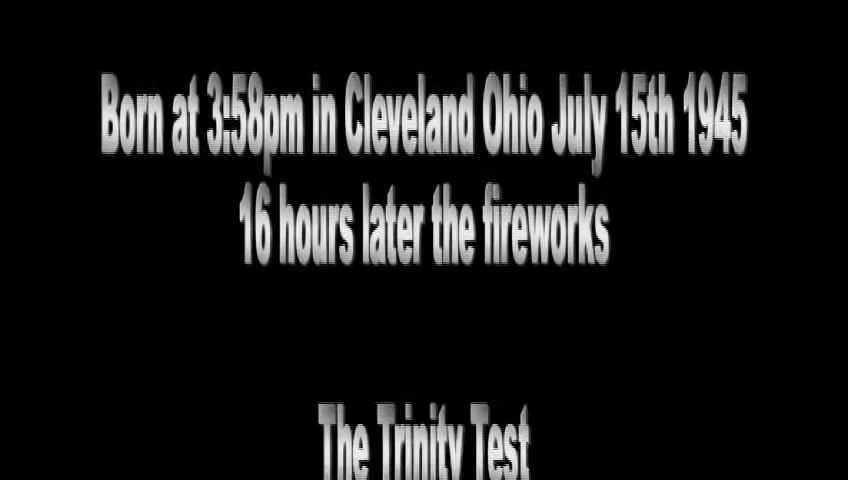 Born at 3:58pm in Cleveland Ohio July 15th 1945
16 hours later the fireworks
The Trinity Test